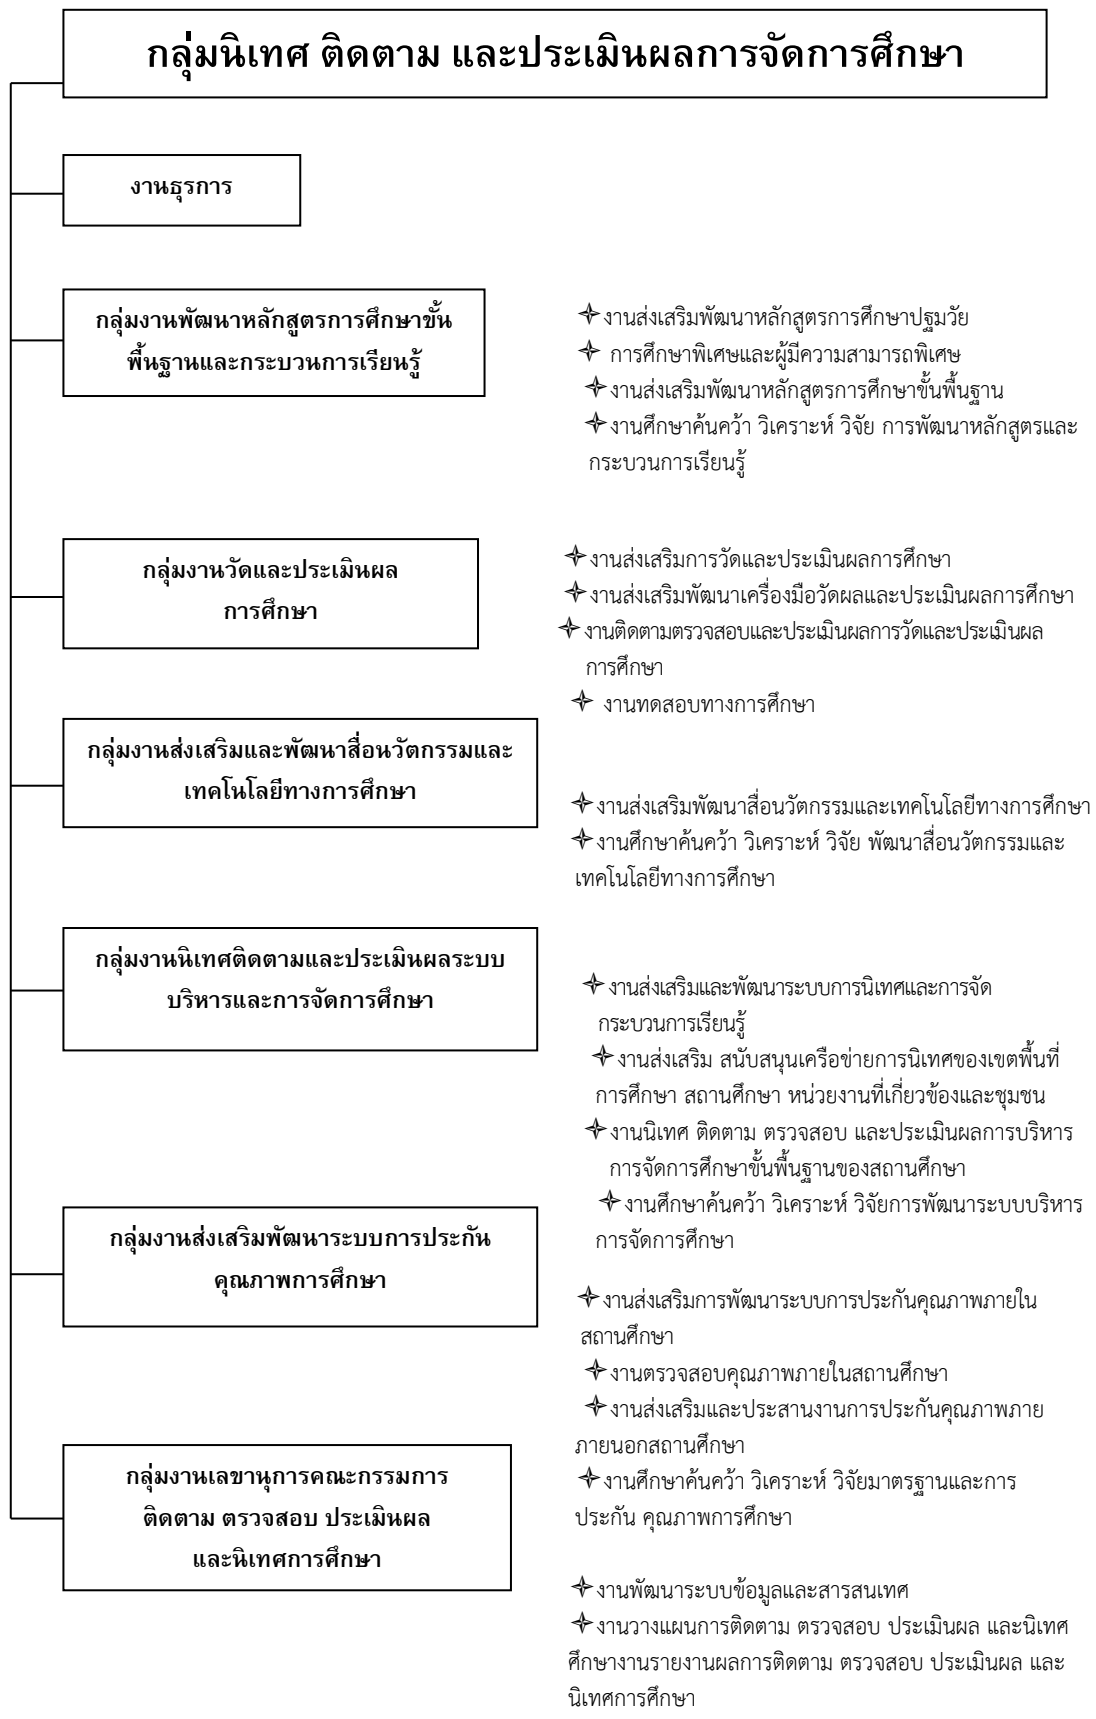 กลุ่มนิเทศ ติดตาม และประเมินผลการจัดการศึกษา
งานธุรการ
กลุ่มงานพัฒนาหลักสูตรการศึกษาขั้น
พื้นฐานและกระบวนการเรียนรู้
งานส่งเสริมพัฒนาหลักสูตรการศึกษาปฐมวัย
การศึกษาพิเศษและผู้มีความสามารถพิเศษ
งานส่งเสริมพัฒนาหลักสูตรการศึกษาขั้นพื้นฐาน
งานศึกษาค้นคว้า วิเคราะห์ วิจัย การพัฒนาหลักสูตรและ
กระบวนการเรียนรู้
กลุ่มงานวัดและประเมินผล
การศึกษา
งานส่งเสริมการวัดและประเมินผลการศึกษา
งานส่งเสริมพัฒนาเครื่องมือวัดผลและประเมินผลการศึกษา
งานติดตามตรวจสอบและประเมินผลการวัดและประเมินผล
การศึกษา
งานทดสอบทางการศึกษา
กลุ่มงานส่งเสริมและพัฒนาสื่อนวัตกรรมและ
เทคโนโลยีทางการศึกษา
งานส่งเสริมพัฒนาสื่อนวัตกรรมและเทคโนโลยีทางการศึกษา
งานศึกษาค้นคว้า วิเคราะห์ วิจัย พัฒนาสื่อนวัตกรรมและ
เทคโนโลยีทางการศึกษา
กลุ่มงานนิเทศติดตามและประเมินผลระบบ
บริหารและการจัดการศึกษา
งานส่งเสริมและพัฒนาระบบการนิเทศและการจัด
กระบวนการเรียนรู้
งานส่งเสริม สนับสนุนเครือข่ายการนิเทศของเขตพื้นที่
การศึกษา สถานศึกษา หน่วยงานที่เกี่ยวข้องและชุมชน
งานนิเทศ ติดตาม ตรวจสอบ และประเมินผลการบริหาร
การจัดการศึกษาขั้นพื้นฐานของสถานศึกษา
งานศึกษาค้นคว้า วิเคราะห์ วิจัยการพัฒนาระบบบริหาร
การจัดการศึกษา
กลุ่มงานส่งเสริมพัฒนาระบบการประกัน
คุณภาพการศึกษา
งานส่งเสริมการพัฒนาระบบการประกันคุณภาพภายใน
สถานศึกษา
งานตรวจสอบคุณภาพภายในสถานศึกษา
งานส่งเสริมและประสานงานการประกันคุณภาพภาย
ภายนอกสถานศึกษา
งานศึกษาค้นคว้า วิเคราะห์ วิจัยมาตรฐานและการ
ประกัน คุณภาพการศึกษา
กลุ่มงานเลขานุการคณะกรรมการ
ติดตาม ตรวจสอบ ประเมินผล
และนิเทศการศึกษา
งานพัฒนาระบบข้อมูลและสารสนเทศ
งานวางแผนการติดตาม ตรวจสอบ ประเมินผล และนิเทศ
ศึกษางานรายงานผลการติดตาม ตรวจสอบ ประเมินผล และ
นิเทศการศึกษา